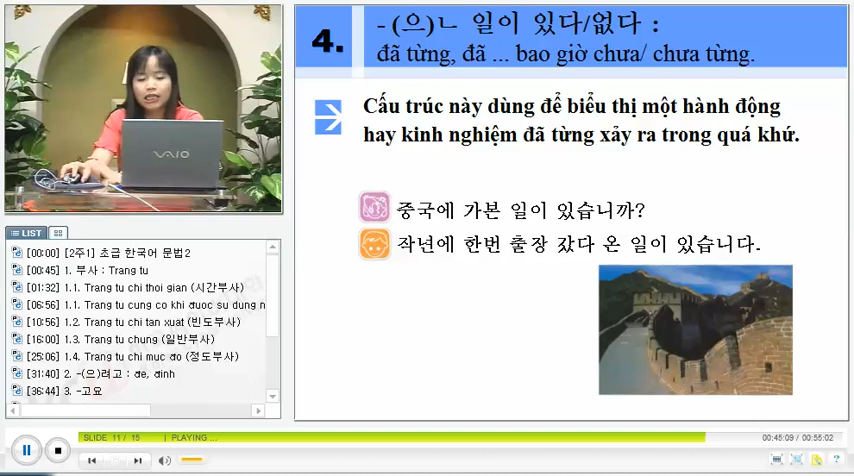 4.
- (으)ㄴ 일이 있다/없다 :
đã từng, đã ... bao giờ chưa/ chưa từng.
Cấu trúc này dùng để biểu thị một hành động
hay kinh nghiệm đã từng xảy ra trong quá khứ.
중국에 가본 일이 있습니까?
작년에 한번 출장 갔다 온 일이 있습니다.
VAIO
LIST
[00:00] [2주1] 초급 한국어 문법2
[00:45] 1. 부사 : Trang tu
[01:32] 1.1. Trang tu chi thoi gian (시간부사)
[06:56] 1.1. Trang tu cung co khi đuoc su dung n
[10:56] 1.2. Trang tu chi tan xuat (빈도부사)
[16:00] 1.3. Trang tu chung (일반부사)
[25:06] 1.4. Trang tu chi muc đo (정도부사)
[31:40] 2. -(으)려고 : đe, đinh
[36:44] 3. -고요
SLIDE 11 / 15 | PLAYING ...
00:45:09 / 00:55:02